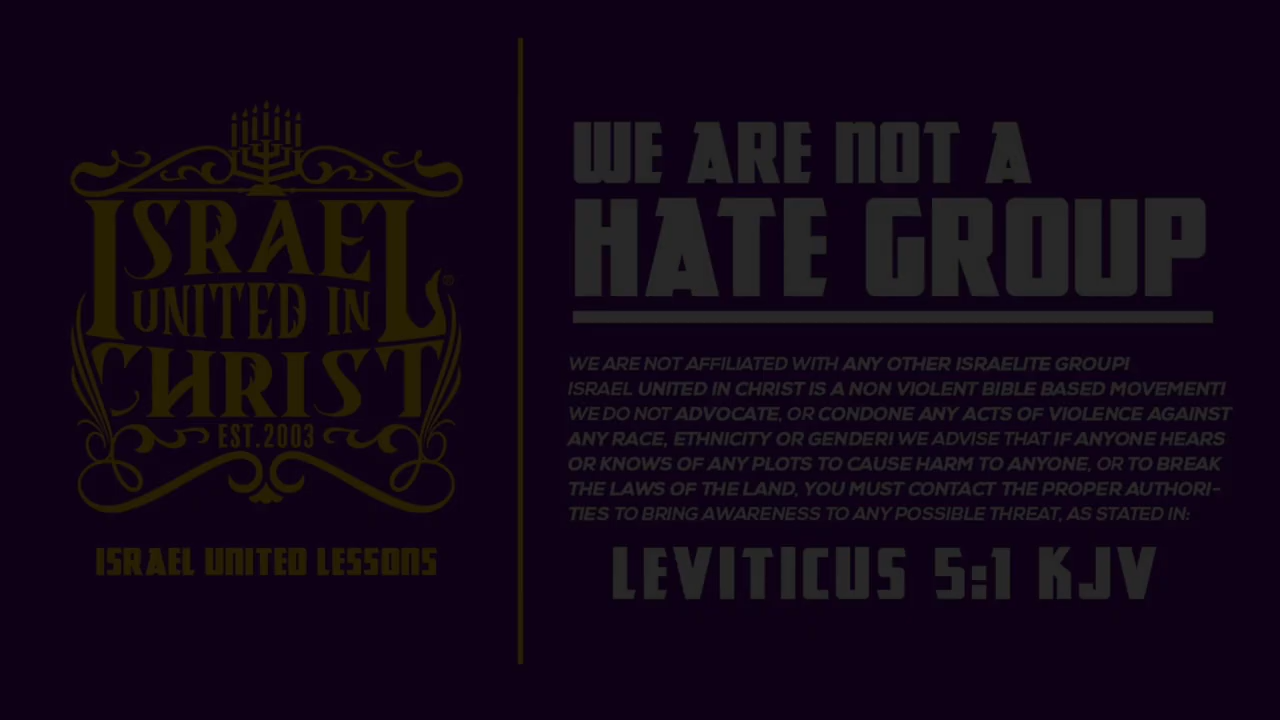 ISRAEL
UNITED IN
CHRIST®
EST.2003
ISRAEL UNITED LESSONS
WE ARE NOT A
HATE GROUP
WE ARE NOT AFFILIATED WITH ANY OTHER ISRAELITE GROUP!
ISRAEL UNITED IN CHRIST IS A NON VIOLENT BIBLE BASED MOVEMENT!
WE DO NOT ADVOCATE, OR CONDONE ANY ACTS OF VIOLENCE AGAINST
ANY RACE, ETHNICITY OR GENDER! WE ADVISE THAT IF ANYONE HEARS
OR KNOWS OF ANY PLOTS TO CAUSE HARM TO ANYONE, OR TO BREAK
THE LAWS OF THE LAND, YOU MUST CONTACT THE PROPER AUTHORI-
TIES TO BRING AWARENESS TO ANY POSSIBLE THREAT, AS STATED IN:
LEVITICUS 5:1 KJV